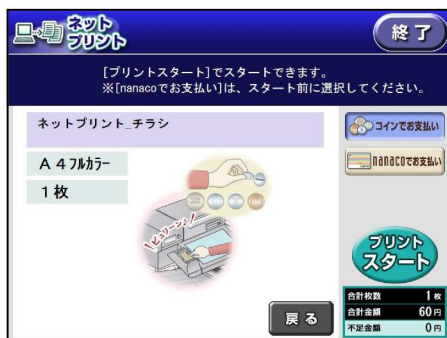 ネット
プリント
終了
[プリントスタート]でスタートできます。
※[nanacoでお支払い]は、スタート前に選択してください。
ネットプリント_チラシ
A4フルカラー
1枚
コインでお支払い
nanacoでお支払い
ピュリーン♪
プリント
スタート
戻る
合計枚数 1枚
合計金額 60円
不足金額 0円